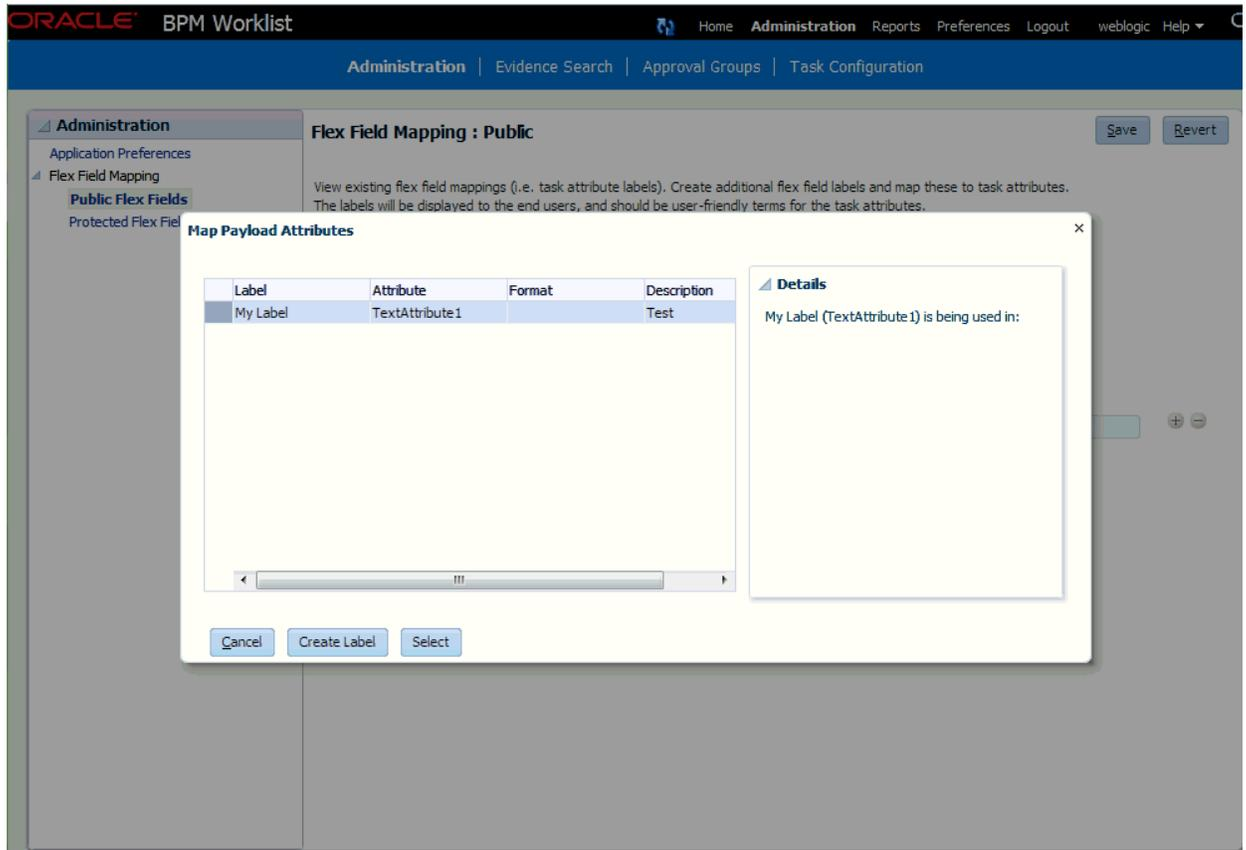 ORACLE BPM Worklist Home Administration Reports Preferences Logout weblogic Help
Administration | Evidence Search | Approval Groups | Task Configuration
Administration
Application Preferences
Flex Field Mapping
Public Flex Fields
Protected Flex Fiel
Flex Field Mapping : Public Save Revert
View existing flex field mappings (i.e. task attribute labels). Create additional flex field labels and map these to task attributes.
The labels will be displayed to the end users, and should be user-friendly terms for the task attributes.
Map Payload Attributes
Label Attribute Format Description
My Label TextAttribute1 Test
Details
My Label (TextAttribute1) is being used in:
Cancel Create Label Select